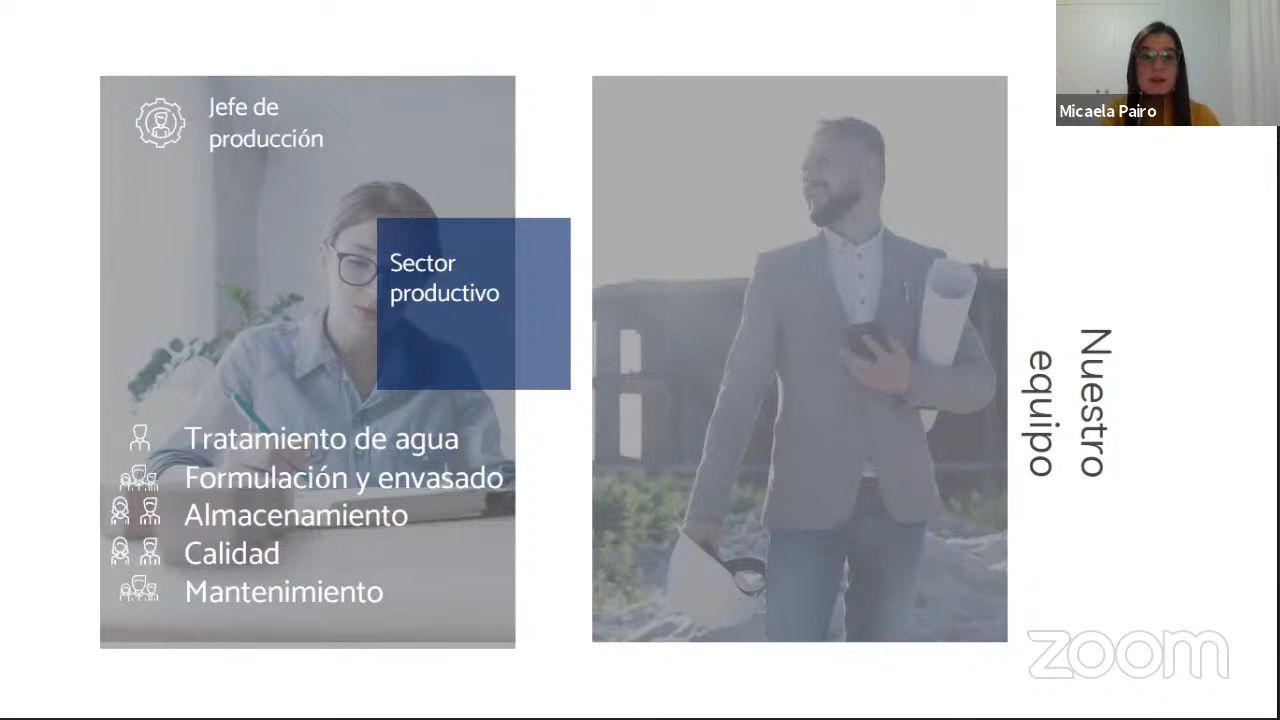 Jefe de
producción
Sector
productivo
Tratamiento de agua
Formulación y envasado
Almacenamiento
Calidad
Mantenimiento
Nuestro
equipo
Micaela Pairo
zoom